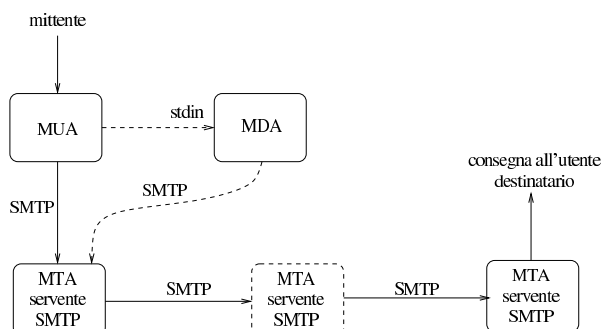 mittente
MUA
stdin
MDA
SMTP
SMTP
consegna all'utente
destinatario
MTA
servente
SMTP
SMTP
MTA
servente
SMTP
SMTP
MTA
servente
SMTP